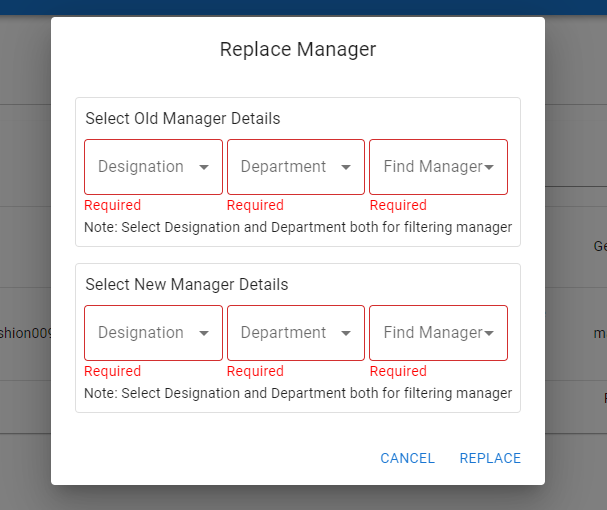 Replace Manager
Select Old Manager Details
Designation Department Find Manager
Required Required Required
Note: Select Designation and Department both for filtering manager
Select New Manager Details
shion009
Designation Department Find Manager
Required Required Required
Note: Select Designation and Department both for filtering manager
CANCEL REPLACE